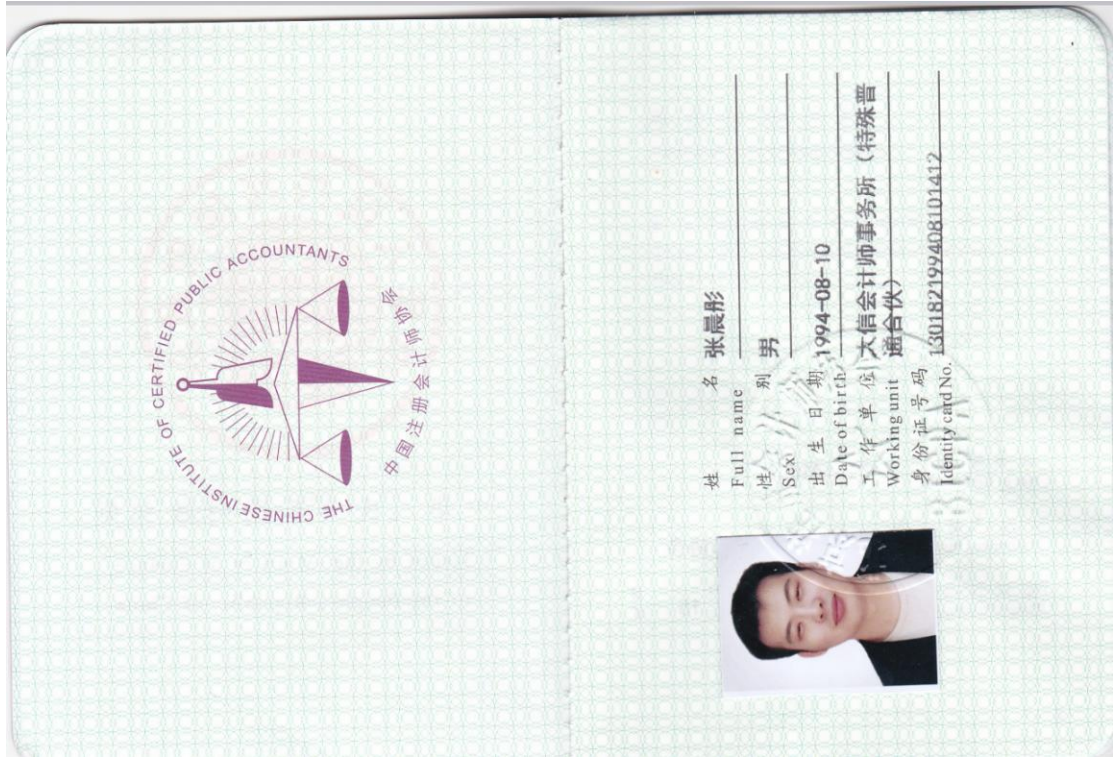 THE CHINESE INSTITUTE OF CERTIFIED PUBLIC ACCOUNTANTS
中国注册会计师协会
姓 名 张晨彤
Full name
性 别 男
Sex
出 生 日 期 1994-08-10
Date of birth
工 作 单 位 大信会计师事务所（特殊普
Working unit 通合伙）
身 份 证 号 码
Identity card No. 130182199408101412